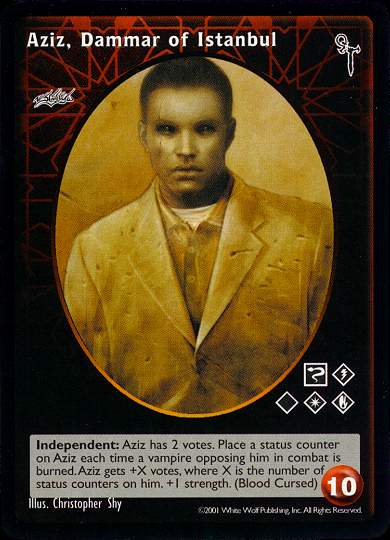 Aziz, Dammar of Istanbul
Independent: Aziz has 2 votes. Place a status counter
on Aziz each time a vampire opposing him in combat is
burned. Aziz gets +X votes, where X is the number of
status counters on him. +1 strength. (Blood Cursed)
10
Illus. Christopher Shy
©2001 White Wolf Publishing, Inc. All Rights Reserved.